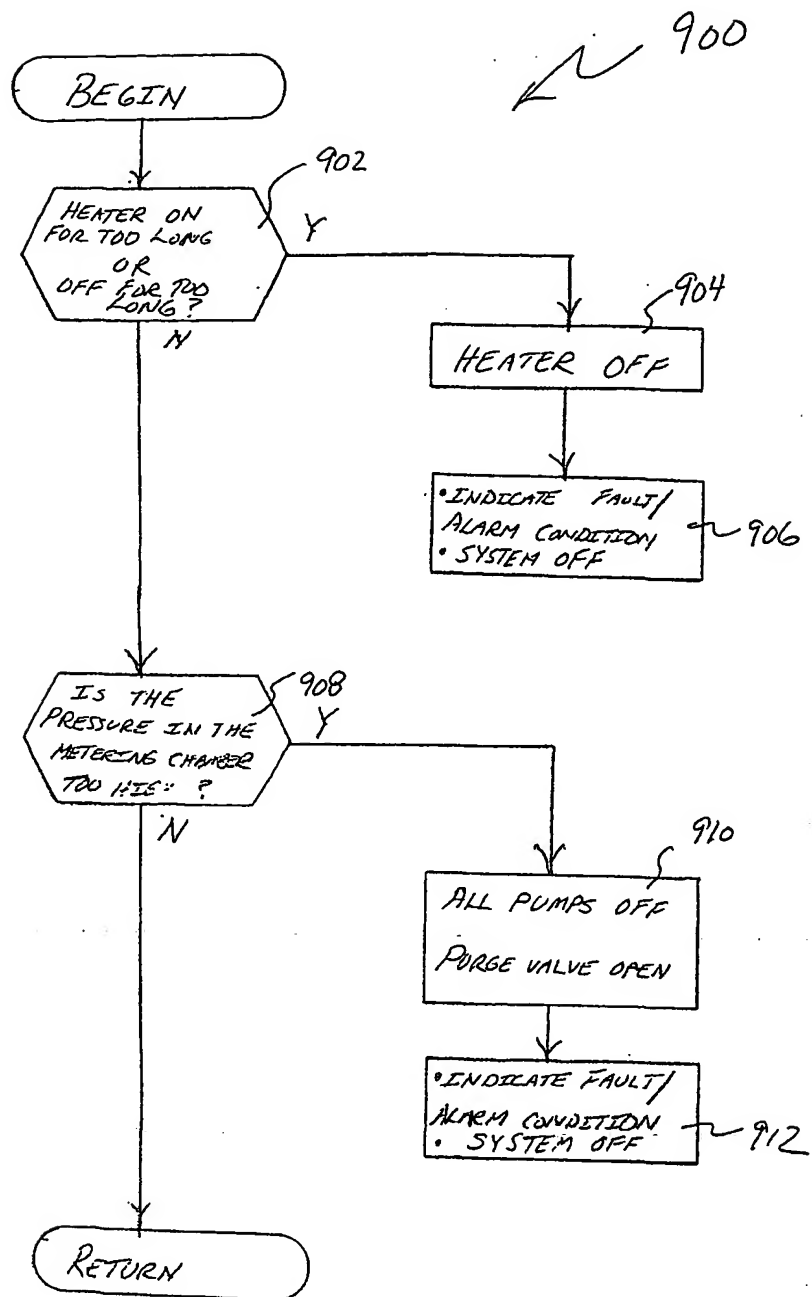 900
BEGIN
902
HEATER ON
FOR TOO LONG
OR
OFF FOR TOO
LONG?
Y
N
904
HEATER OFF
• INDICATE FAULT/
ALARM CONDITION
• SYSTEM OFF
906
IS THE
PRESSURE IN THE
METERING CHAMBER
TOO ?
908
Y
N
910
ALL PUMPS OFF
PURGE VALVE OPEN
• INDICATE FAULT/
ALARM CONDITION
• SYSTEM OFF
912
RETURN